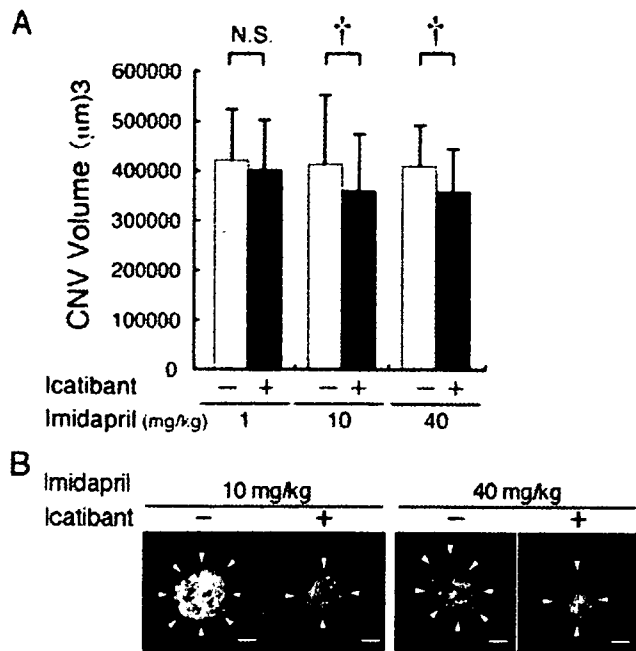 A
N.S. † †
CNV Volume (μm)3
600000
500000
400000
300000
200000
100000
0
Icatibant − + − + − +
Imidapril (mg/kg) 1 10 40
B
Imidapril 10 mg/kg 40 mg/kg
Icatibant − + − +